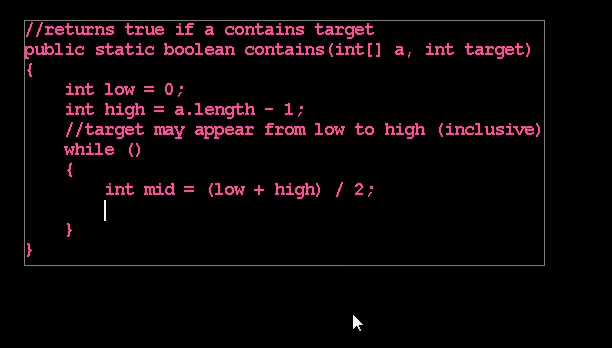 //returns true if a contains target
public static boolean contains(int[] a, int target)
{
    int low = 0;
    int high = a.length - 1;
    //target may appear from low to high (inclusive)
    while ()
    {
        int mid = (low + high) / 2;
    }
}